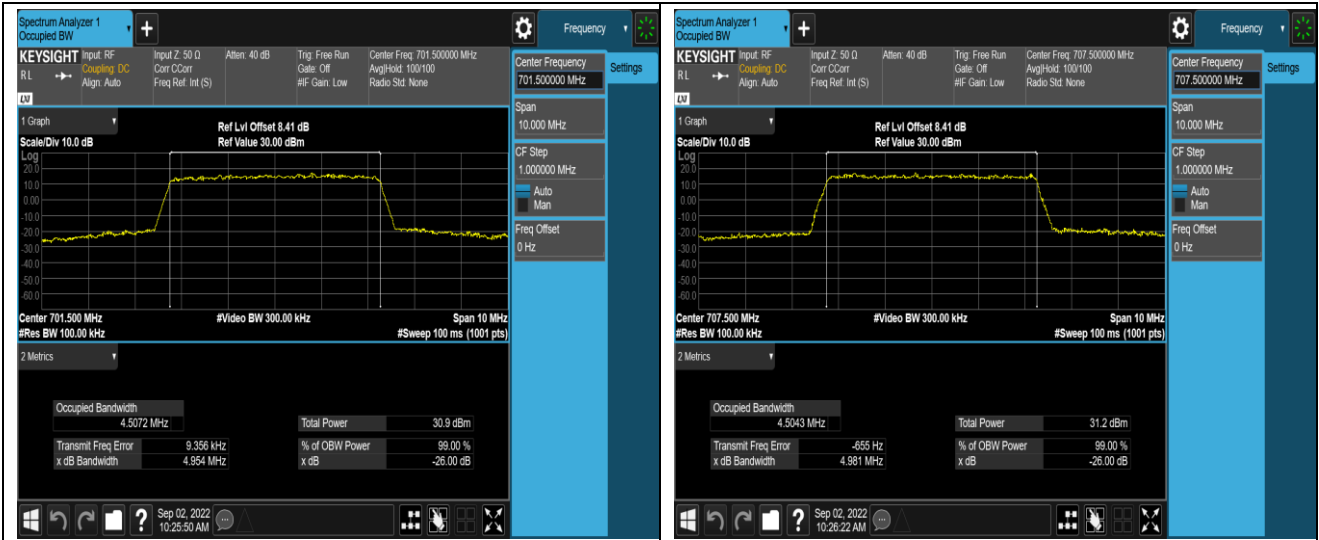 Spectrum Analyzer 1
Occupied BW
+
Frequency
KEYSIGHT Input: RF Input Z: 50 Ω Atten: 40 dB Trig: Free Run Center Freq: 701.500000 MHz
Coupling: DC Corr CCorr Gate: Off Avg|Hold: 100/100
RL Align: Auto Freq Ref: Int (S) #IF Gain: Low Radio Std: None
LXI
Center Frequency
701.500000 MHz
Settings
Span
10.000 MHz
CF Step
1.000000 MHz
Auto
Man
Freq Offset
0 Hz
1 Graph
Ref Lvl Offset 8.41 dB
Scale/Div 10.0 dB Ref Value 30.00 dBm
Log
20.0
10.0
0.00
-10.0
-20.0
-30.0
-40.0
-50.0
-60.0
Center 701.500 MHz #Video BW 300.00 kHz Span 10 MHz
#Res BW 100.00 kHz #Sweep 100 ms (1001 pts)
2 Metrics
Occupied Bandwidth
4.5072 MHz Total Power 30.9 dBm
Transmit Freq Error 9.356 kHz % of OBW Power 99.00 %
x dB Bandwidth 4.954 MHz x dB -26.00 dB
? Sep 02, 2022
10:25:50 AM
Spectrum Analyzer 1
Occupied BW
+
Frequency
KEYSIGHT Input: RF Input Z: 50 Ω Atten: 40 dB Trig: Free Run Center Freq: 707.500000 MHz
Coupling: DC Corr CCorr Gate: Off Avg|Hold: 100/100
RL Align: Auto Freq Ref: Int (S) #IF Gain: Low Radio Std: None
LXI
Center Frequency
707.500000 MHz
Settings
Span
10.000 MHz
CF Step
1.000000 MHz
Auto
Man
Freq Offset
0 Hz
1 Graph
Ref Lvl Offset 8.41 dB
Scale/Div 10.0 dB Ref Value 30.00 dBm
Log
20.0
10.0
0.00
-10.0
-20.0
-30.0
-40.0
-50.0
-60.0
Center 707.500 MHz #Video BW 300.00 kHz Span 10 MHz
#Res BW 100.00 kHz #Sweep 100 ms (1001 pts)
2 Metrics
Occupied Bandwidth
4.5043 MHz Total Power 31.2 dBm
Transmit Freq Error -655 Hz % of OBW Power 99.00 %
x dB Bandwidth 4.981 MHz x dB -26.00 dB
? Sep 02, 2022
10:26:22 AM